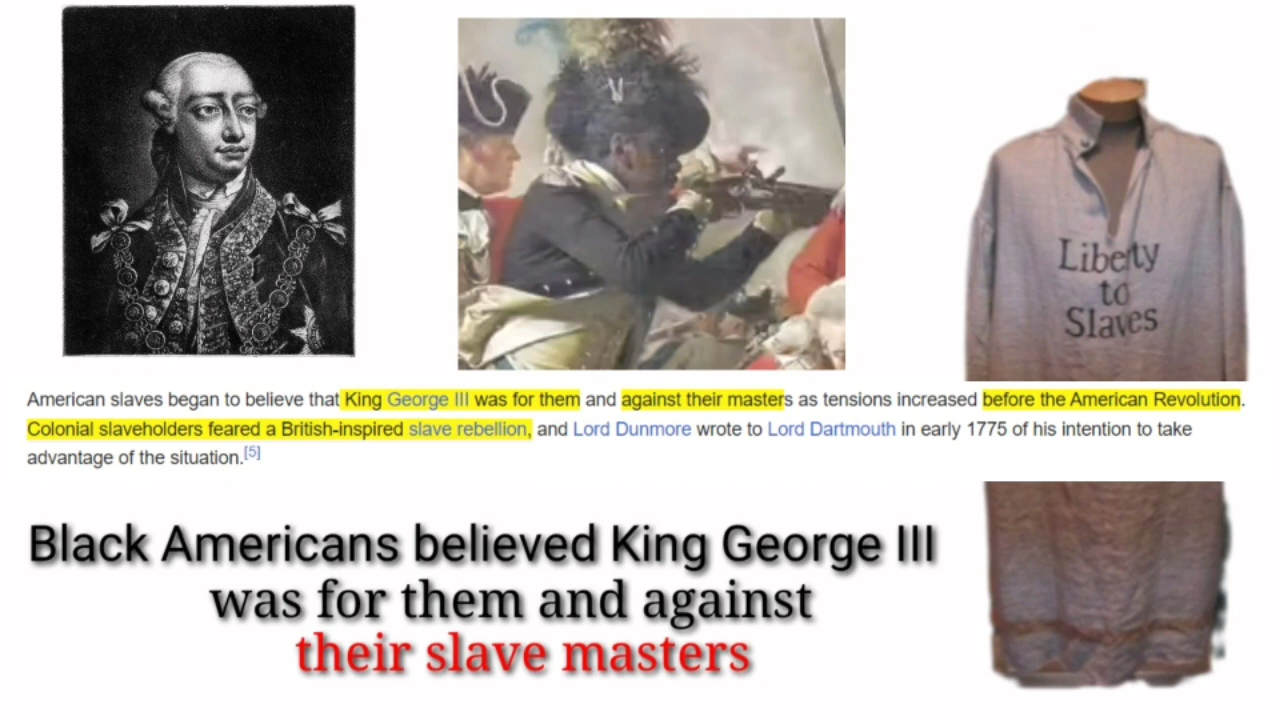 Liberty
to
Slaves
American slaves began to believe that King George III was for them and against their masters as tensions increased before the American Revolution.
Colonial slaveholders feared a British-inspired slave rebellion, and Lord Dunmore wrote to Lord Dartmouth in early 1775 of his intention to take
advantage of the situation.[5]
Black Americans believed King George III
was for them and against
their slave masters